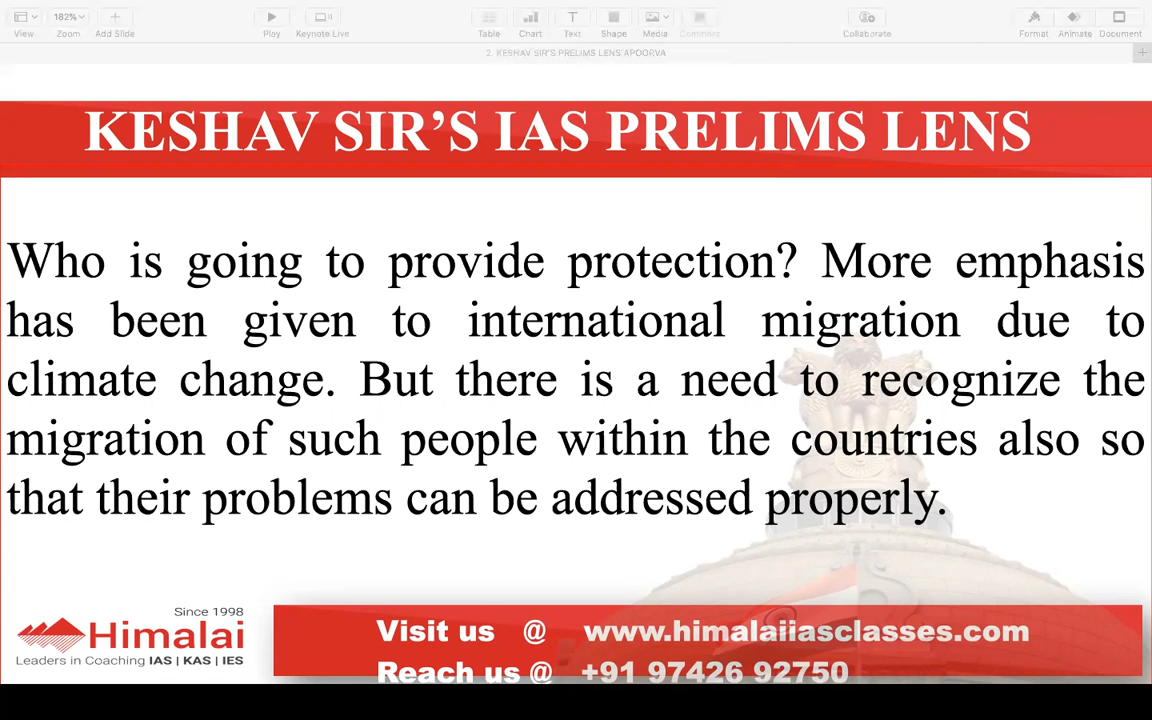 View
182%
Zoom
Add Slide
Play
Keynote Live
Table
Chart
Text
Shape
Media
Comment
Collaborate
Format
Animate
Document
2. KESHAV SIR'S PRELIMS LENS APOORVA
KESHAV SIR’S IAS PRELIMS LENS
Who is going to provide protection? More emphasis
has been given to international migration due to
climate change. But there is a need to recognize the
migration of such people within the countries also so
that their problems can be addressed properly.
Since 1998
Himalai
Leaders in Coaching IAS | KAS | IES
Visit us @ www.himalaiiasclasses.com
Reach us @ +91 97426 92750